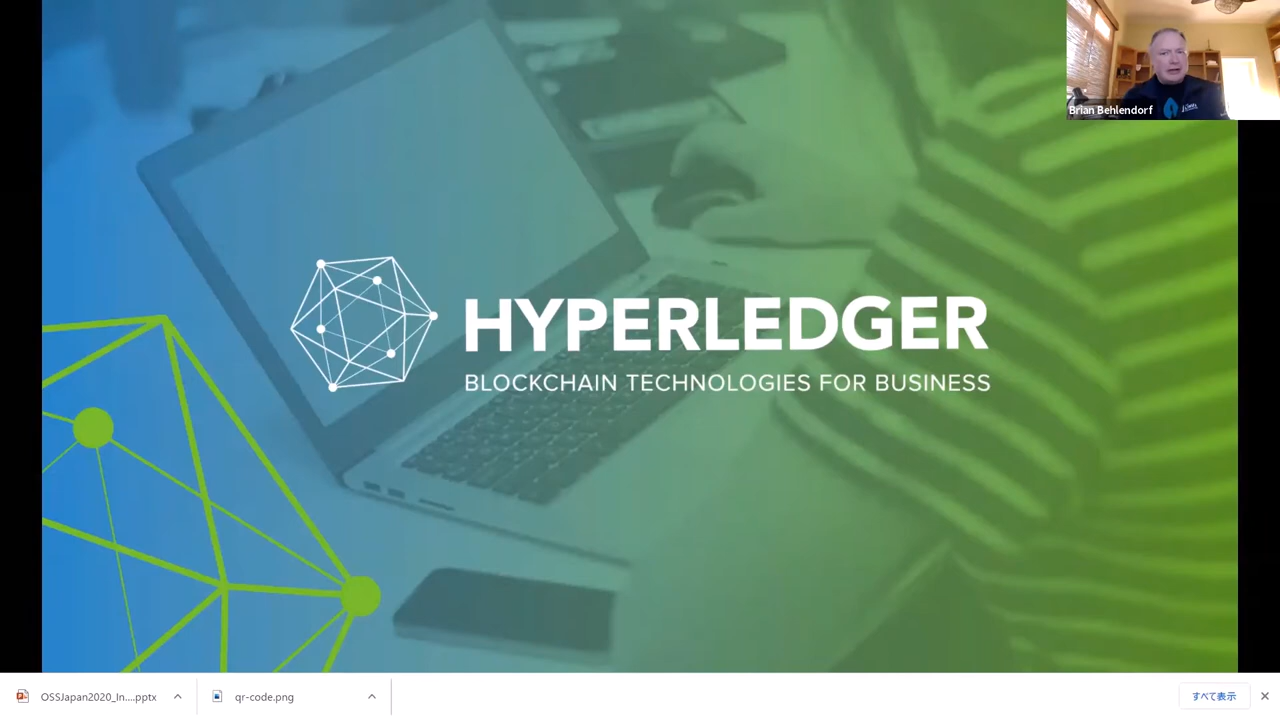 Brian Behlendorf
HYPERLEDGER
BLOCKCHAIN TECHNOLOGIES FOR BUSINESS
OSSJapan2020_In....pptx
qr-code.png
すべて表示